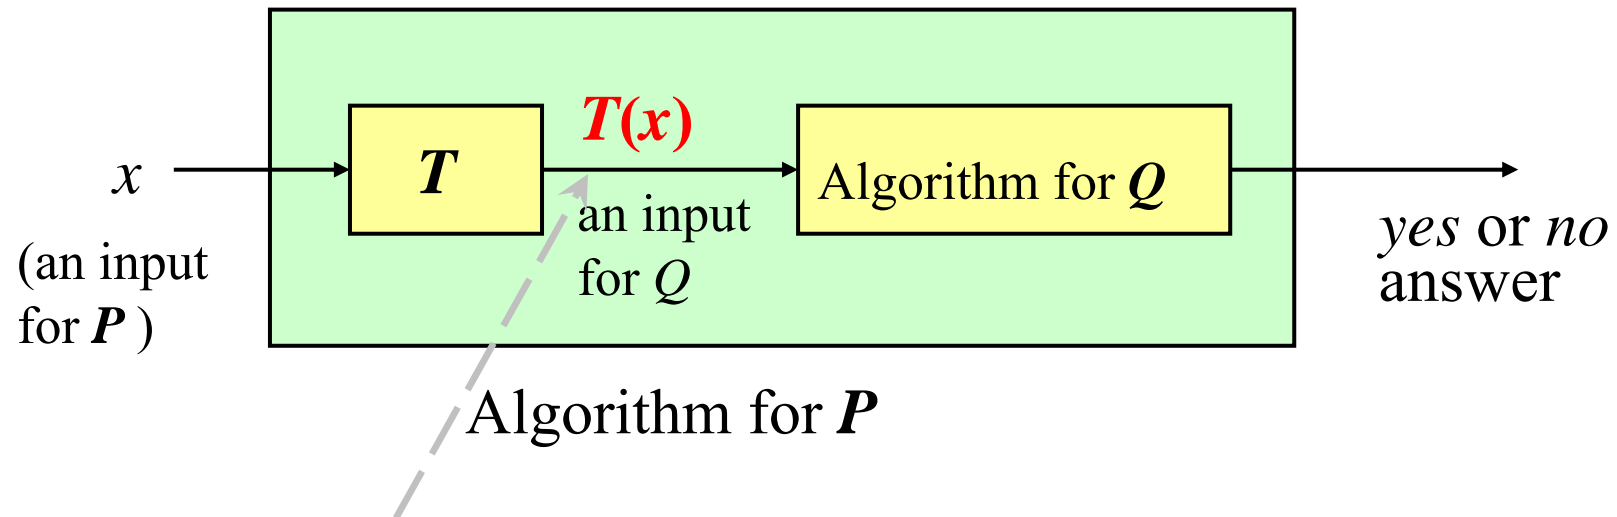 x
(an input
for P )
T
T(x)
an input
for Q
Algorithm for Q
yes or no
answer
Algorithm for P